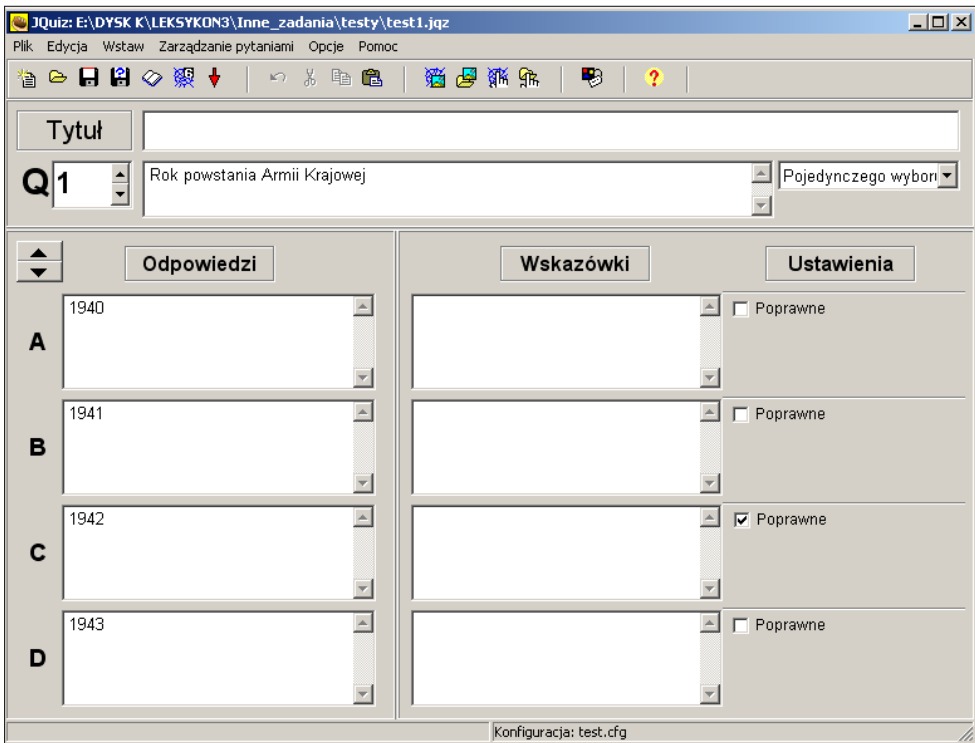 JQuiz: E:\DYSK K\LEKSYKON3\Inne_zadania\testy\test1.jqz
Plik Edycja Wstaw Zarządzanie pytaniami Opcje Pomoc
Tytuł
Q 1 Rok powstania Armii Krajowej Pojedynczego wyboru
Odpowiedzi Wskazówki Ustawienia
A 1940 Poprawne
B 1941 Poprawne
C 1942 Poprawne
D 1943 Poprawne
Konfiguracja: test.cfg